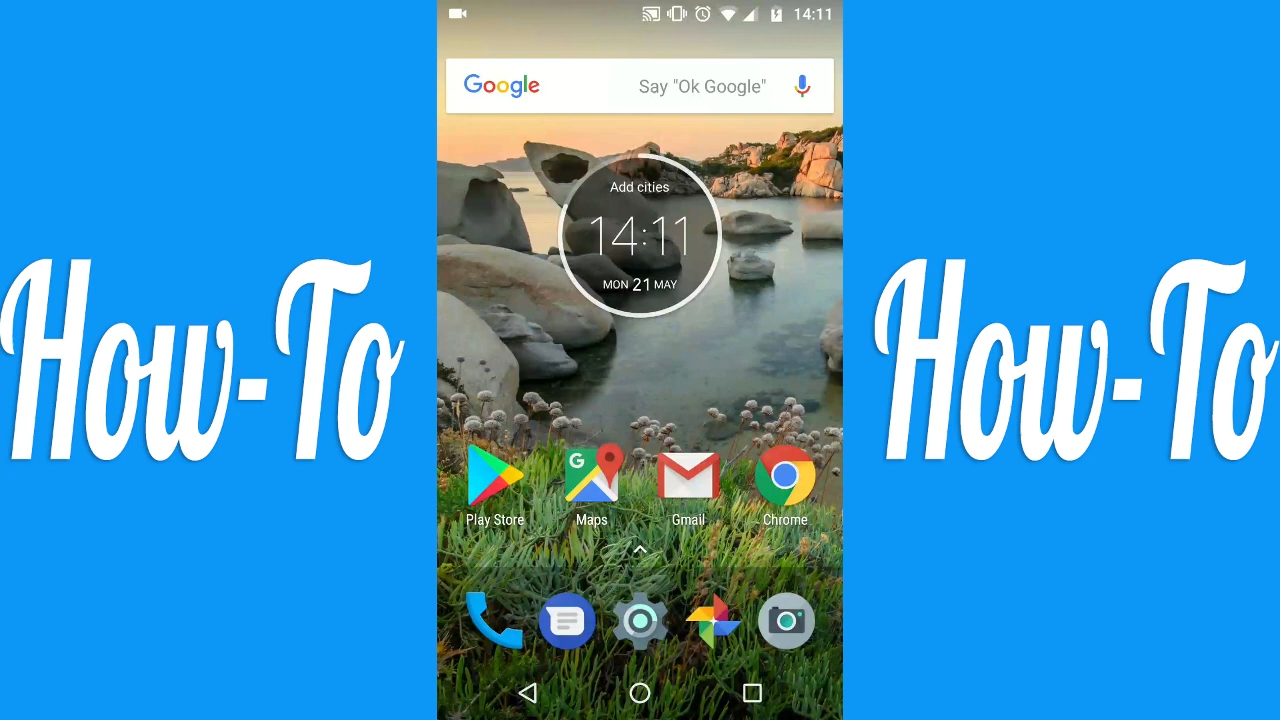 14:11
Google Say "Ok Google"
Add cities
14:11
MON 21 MAY
How-To
How-To
G
Play Store Maps Gmail Chrome